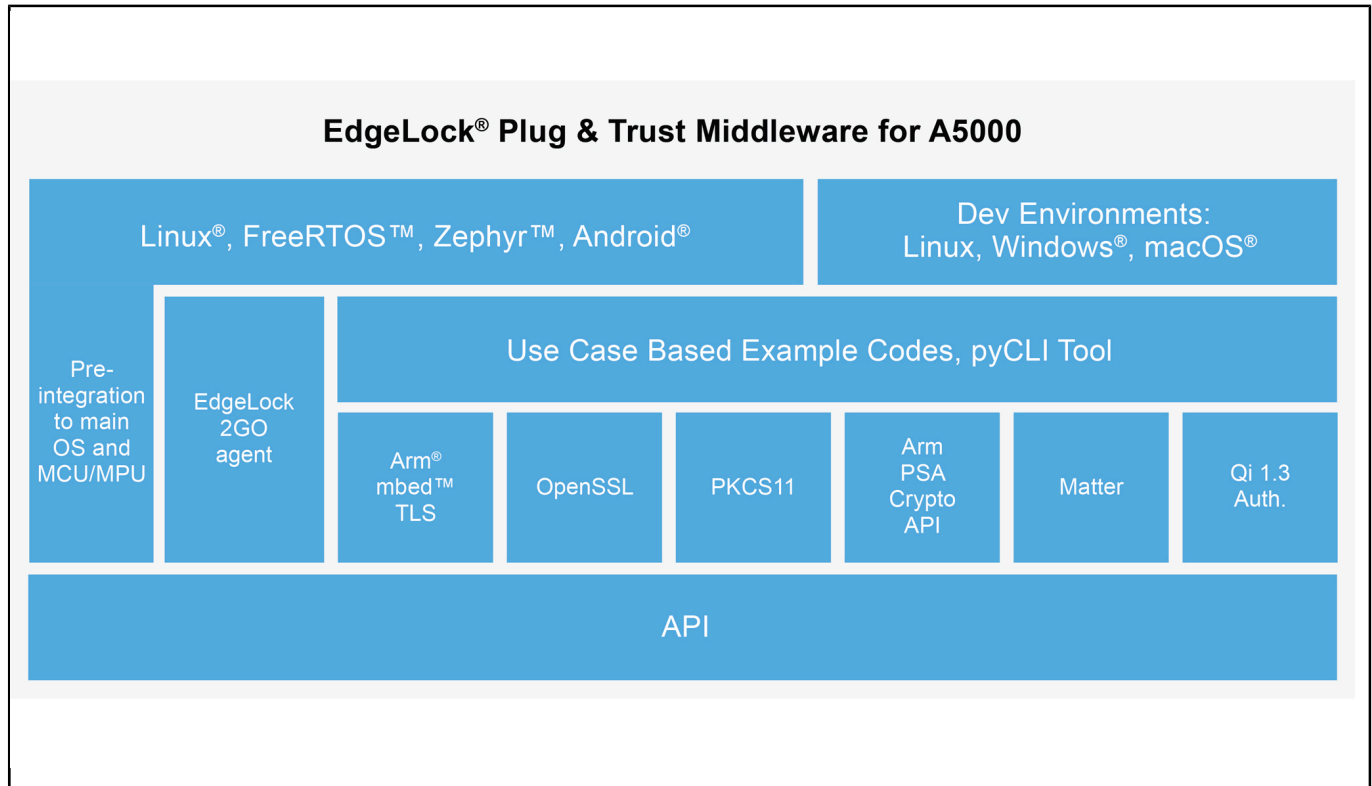 EdgeLock® Plug & Trust Middleware for A5000
Linux®, FreeRTOS™, Zephyr™, Android®
Dev Environments:
Linux, Windows®, macOS®
Pre-
integration
to main
OS and
MCU/MPU
EdgeLock
2GO
agent
Use Case Based Example Codes, pyCLI Tool
Arm®
mbed™
TLS
OpenSSL
PKCS11
Arm
PSA
Crypto
API
Matter
Qi 1.3
Auth.
API